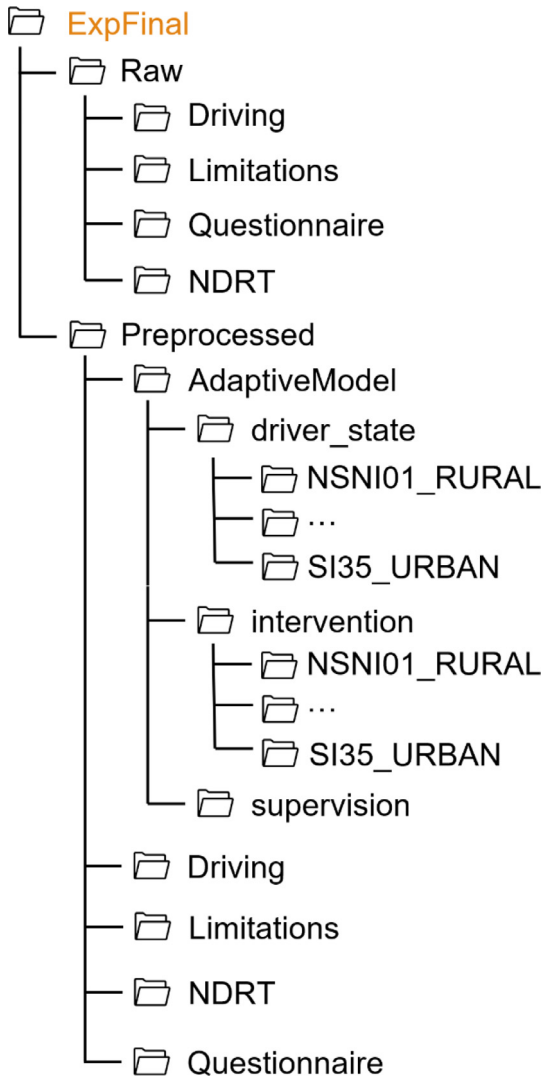 ExpFinal
Raw
Driving
Limitations
Questionnaire
NDRT
Preprocessed
AdaptiveModel
driver_state
NSNI01_RURAL
...
SI35_URBAN
intervention
NSNI01_RURAL
...
SI35_URBAN
supervision
Driving
Limitations
NDRT
Questionnaire